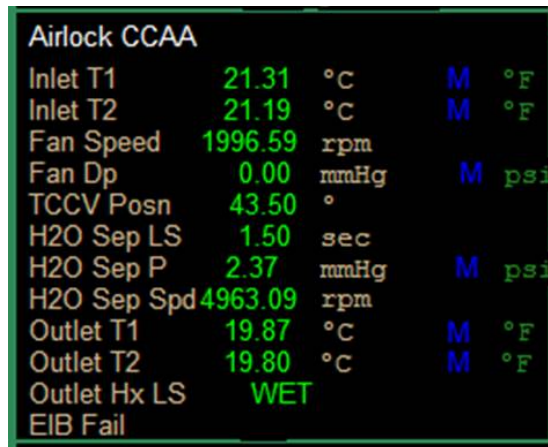 Airlock CCAA
Inlet T1 21.31 °C M °F
Inlet T2 21.19 °C M °F
Fan Speed 1996.59 rpm
Fan Dp 0.00 mmHg M psi
TCCV Posn 43.50 °
H2O Sep LS 1.50 sec
H2O Sep P 2.37 mmHg M psi
H2O Sep Spd 4963.09 rpm
Outlet T1 19.87 °C M °F
Outlet T2 19.80 °C M °F
Outlet Hx LS WET
EIB Fail